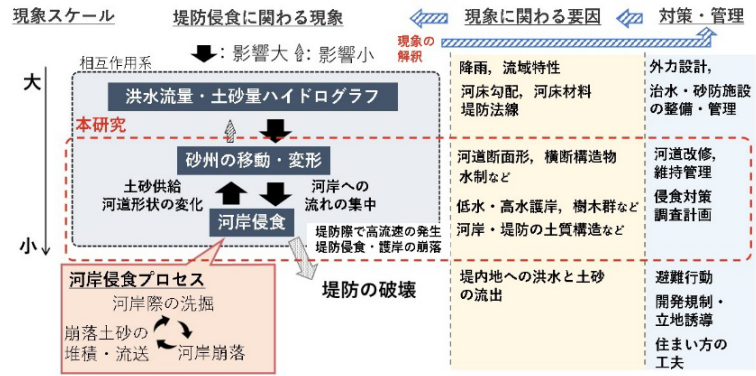 現象スケール
堤防侵食に関わる現象
現象に関わる要因
対策・管理
：影響大 ：影響小
現象の
解釈
相互作用系
大
洪水流量・土砂量ハイドログラフ
本研究
砂州の移動・変形
土砂供給
河道形状の変化
河岸への
流れの集中
河岸侵食
小
堤防際で高流速の発生
堤防侵食・護岸の崩落
堤防の破壊
河岸侵食プロセス
河岸際の洗掘
崩落土砂の
堆積・流送
河岸崩落
降雨，流域特性
河床勾配，河床材料
堤防法線
河道断面形，横断構造物
水制など
低水・高水護岸，樹木群など
河岸・堤防の土質構造など
堤内地への洪水と土砂
の流出
外力設計，
治水・砂防施設
の整備・管理
河道改修，
維持管理
侵食対策
調査計画
避難行動
開発規制・
立地誘導
住まい方の
工夫